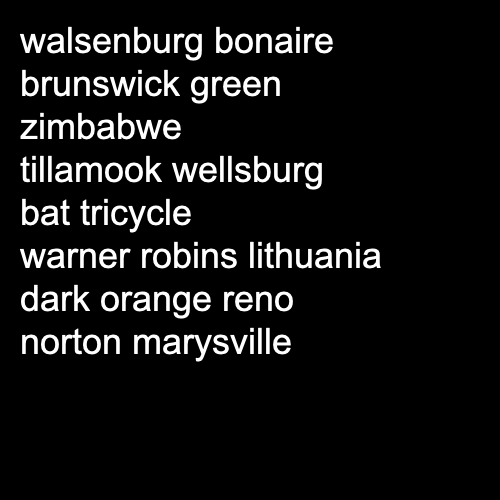 walsenburg bonaire
brunswick green
zimbabwe
tillamook wellsburg
bat tricycle
warner robins lithuania
dark orange reno
norton marysville